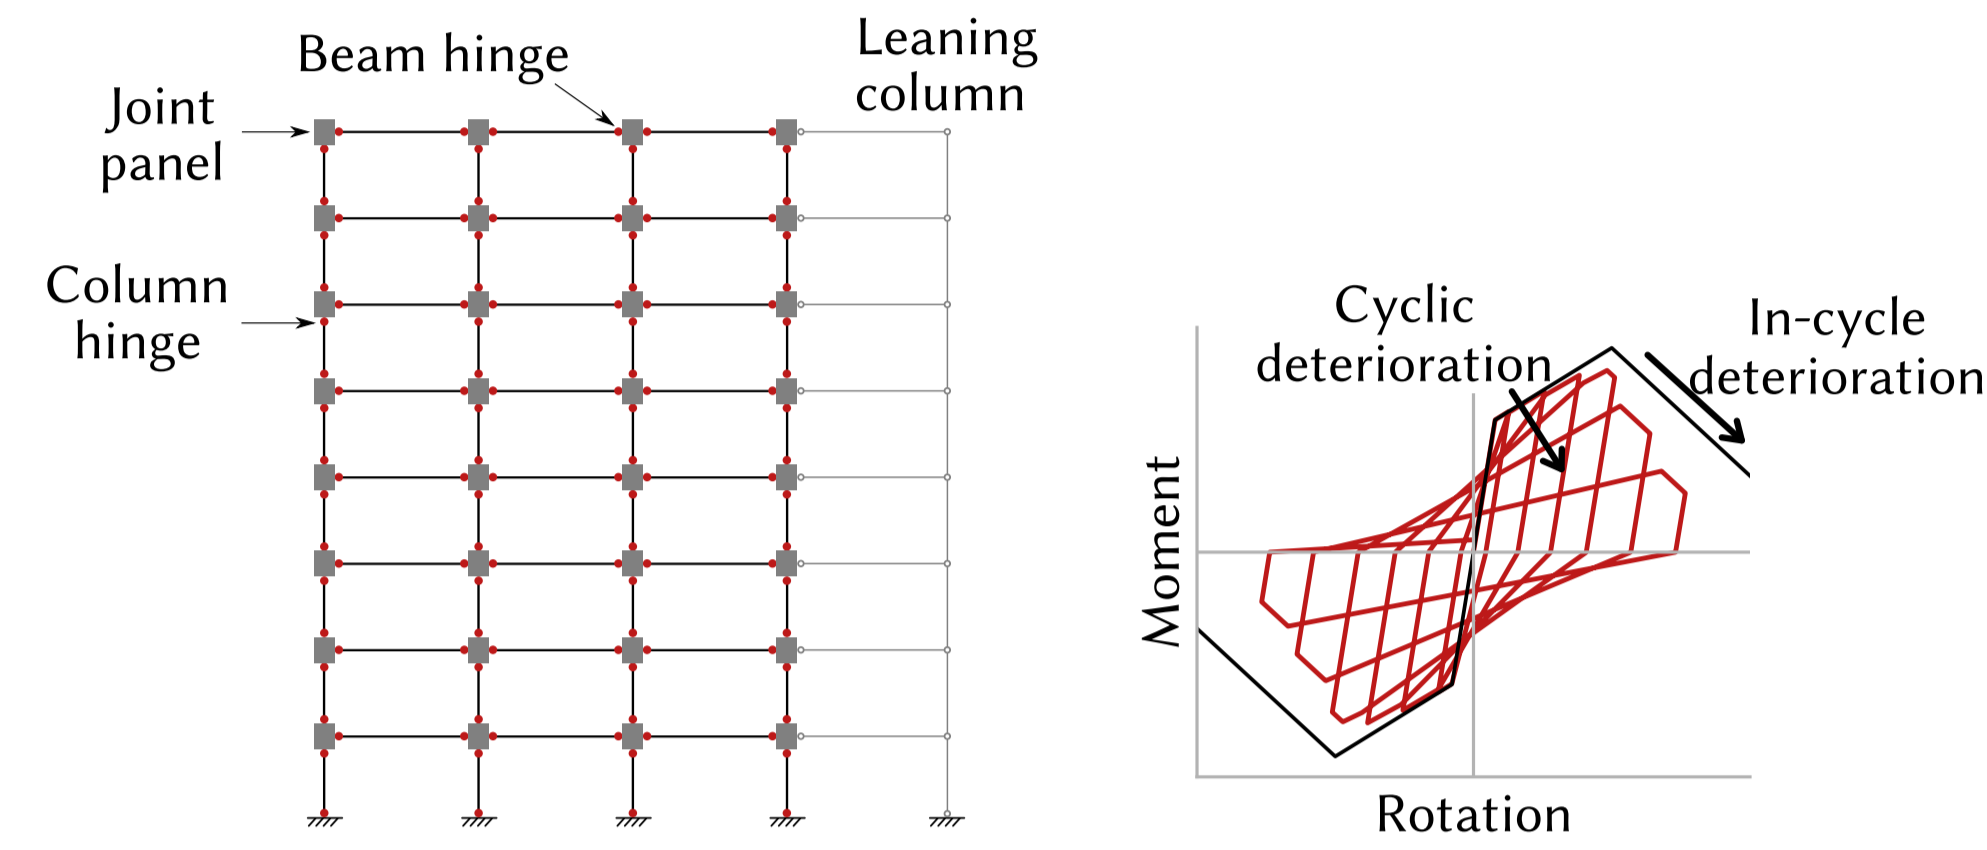 Beam hinge
Leaning
column
Joint
panel
Column
hinge
Cyclic
deterioration
In-cycle
deterioration
Moment
Rotation